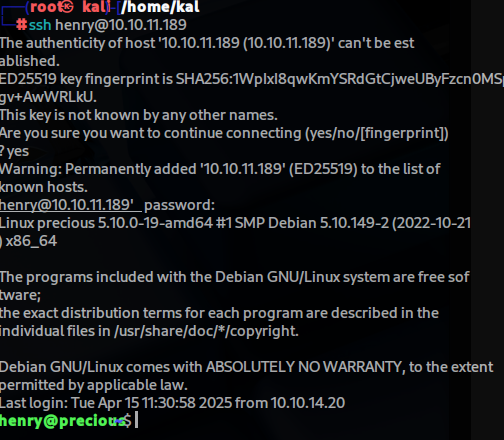 (root㉿ kali)-[/home/kal
# ssh henry@10.10.11.189
The authenticity of host '10.10.11.189 (10.10.11.189)' can't be est
ablished.
ED25519 key fingerprint is
gv+AwWRLkU.
This key is not known by any other names.
Are you sure you want to continue connecting (yes/no/[fingerprint])
? yes
Warning: Permanently added '10.10.11.189' (ED25519) to the list of
known hosts.
henry@10.10.11.189' password:
Linux precious 5.10.0-19-amd64 #1 SMP Debian 5.10.149-2 (2022-10-21
) x86_64
The programs included with the Debian GNU/Linux system are free sof
tware;
the exact distribution terms for each program are described in the
individual files in /usr/share/doc/*/copyright.
Debian GNU/Linux comes with ABSOLUTELY NO WARRANTY, to the extent
permitted by applicable law.
Last login: Tue Apr 15 11:30:58 2025 from 10.10.14.20
henry@precious:~$